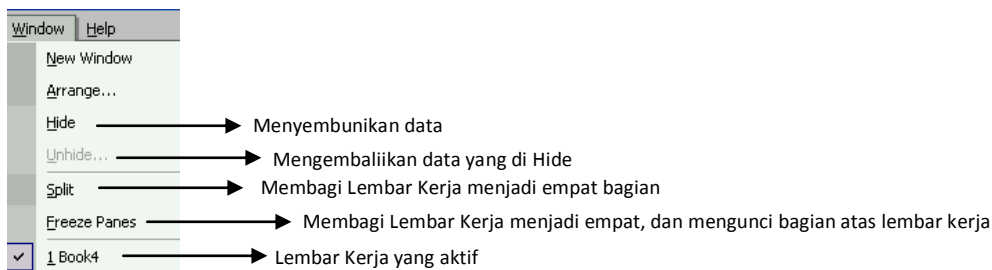 Window Help
New Window
Arrange...
Hide Menyembunikan data
Unhide... Mengembaliikan data yang di Hide
Split Membagi Lembar Kerja menjadi empat bagian
Freeze Panes Membagi Lembar Kerja menjadi empat, dan mengunci bagian atas lembar kerja
1 Book4 Lembar Kerja yang aktif